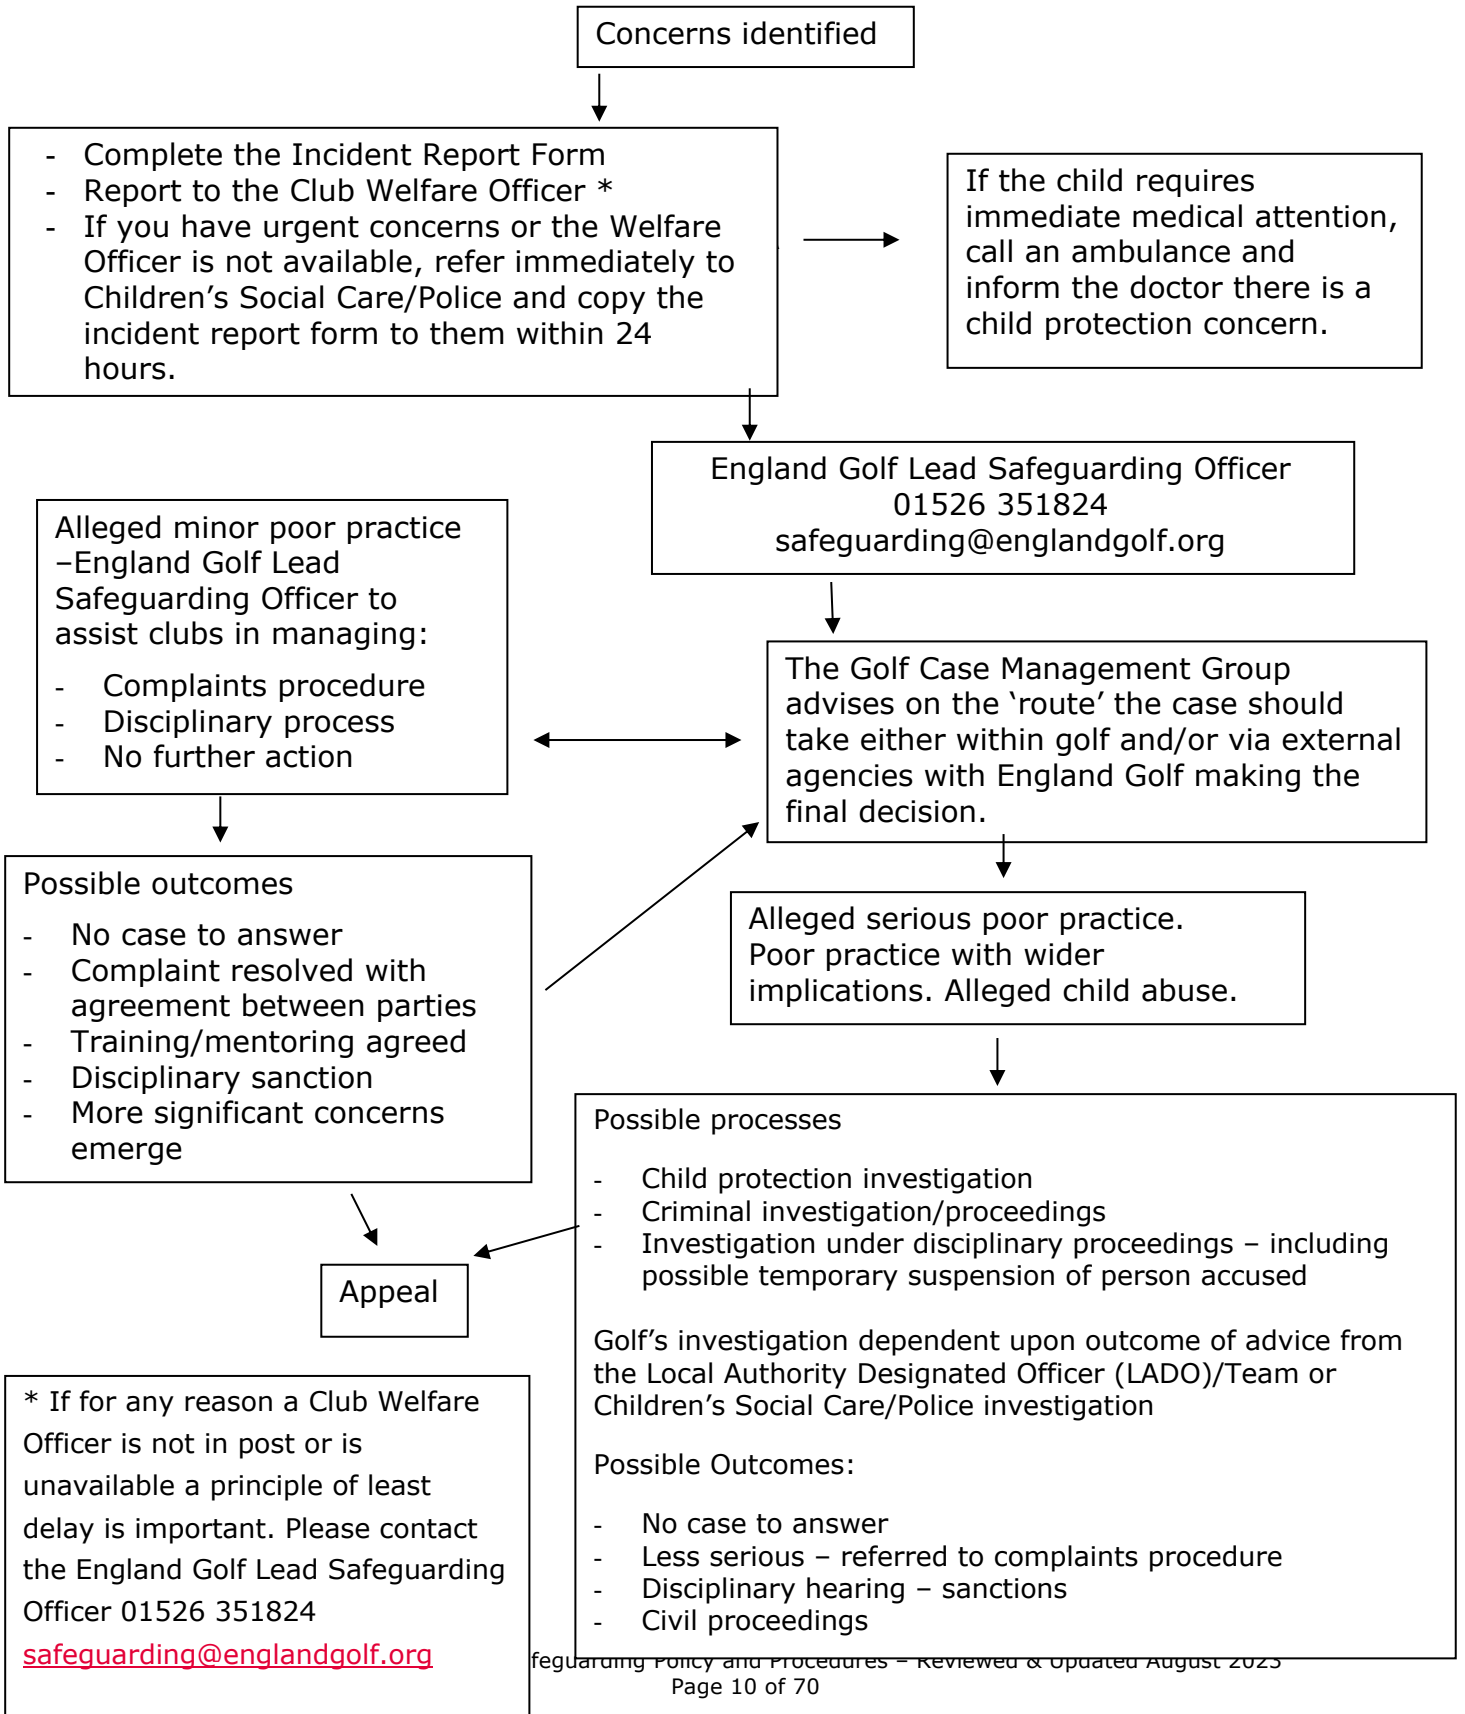 Concerns identified
- Complete the Incident Report Form
- Report to the Club Welfare Officer *
- If you have urgent concerns or the Welfare
Officer is not available, refer immediately to
Children’s Social Care/Police and copy the
incident report form to them within 24
hours.
If the child requires
immediate medical attention,
call an ambulance and
inform the doctor there is a
child protection concern.
England Golf Lead Safeguarding Officer
01526 351824
safeguarding@englandgolf.org
Alleged minor poor practice
–England Golf Lead
Safeguarding Officer to
assist clubs in managing:
- Complaints procedure
- Disciplinary process
- No further action
The Golf Case Management Group
advises on the ‘route’ the case should
take either within golf and/or via external
agencies with England Golf making the
final decision.
Possible outcomes
- No case to answer
- Complaint resolved with
agreement between parties
- Training/mentoring agreed
- Disciplinary sanction
- More significant concerns
emerge
Alleged serious poor practice.
Poor practice with wider
implications. Alleged child abuse.
Possible processes
- Child protection investigation
- Criminal investigation/proceedings
- Investigation under disciplinary proceedings – including
possible temporary suspension of person accused
Golf’s investigation dependent upon outcome of advice from
the Local Authority Designated Officer (LADO)/Team or
Children’s Social Care/Police investigation
Possible Outcomes:
- No case to answer
- Less serious – referred to complaints procedure
- Disciplinary hearing – sanctions
- Civil proceedings
Appeal
* If for any reason a Club Welfare
Officer is not in post or is
unavailable a principle of least
delay is important. Please contact
the England Golf Lead Safeguarding
Officer 01526 351824
safeguarding@englandgolf.org
feguarding Policy and Procedures – Reviewed & Updated August 2023
Page 10 of 70